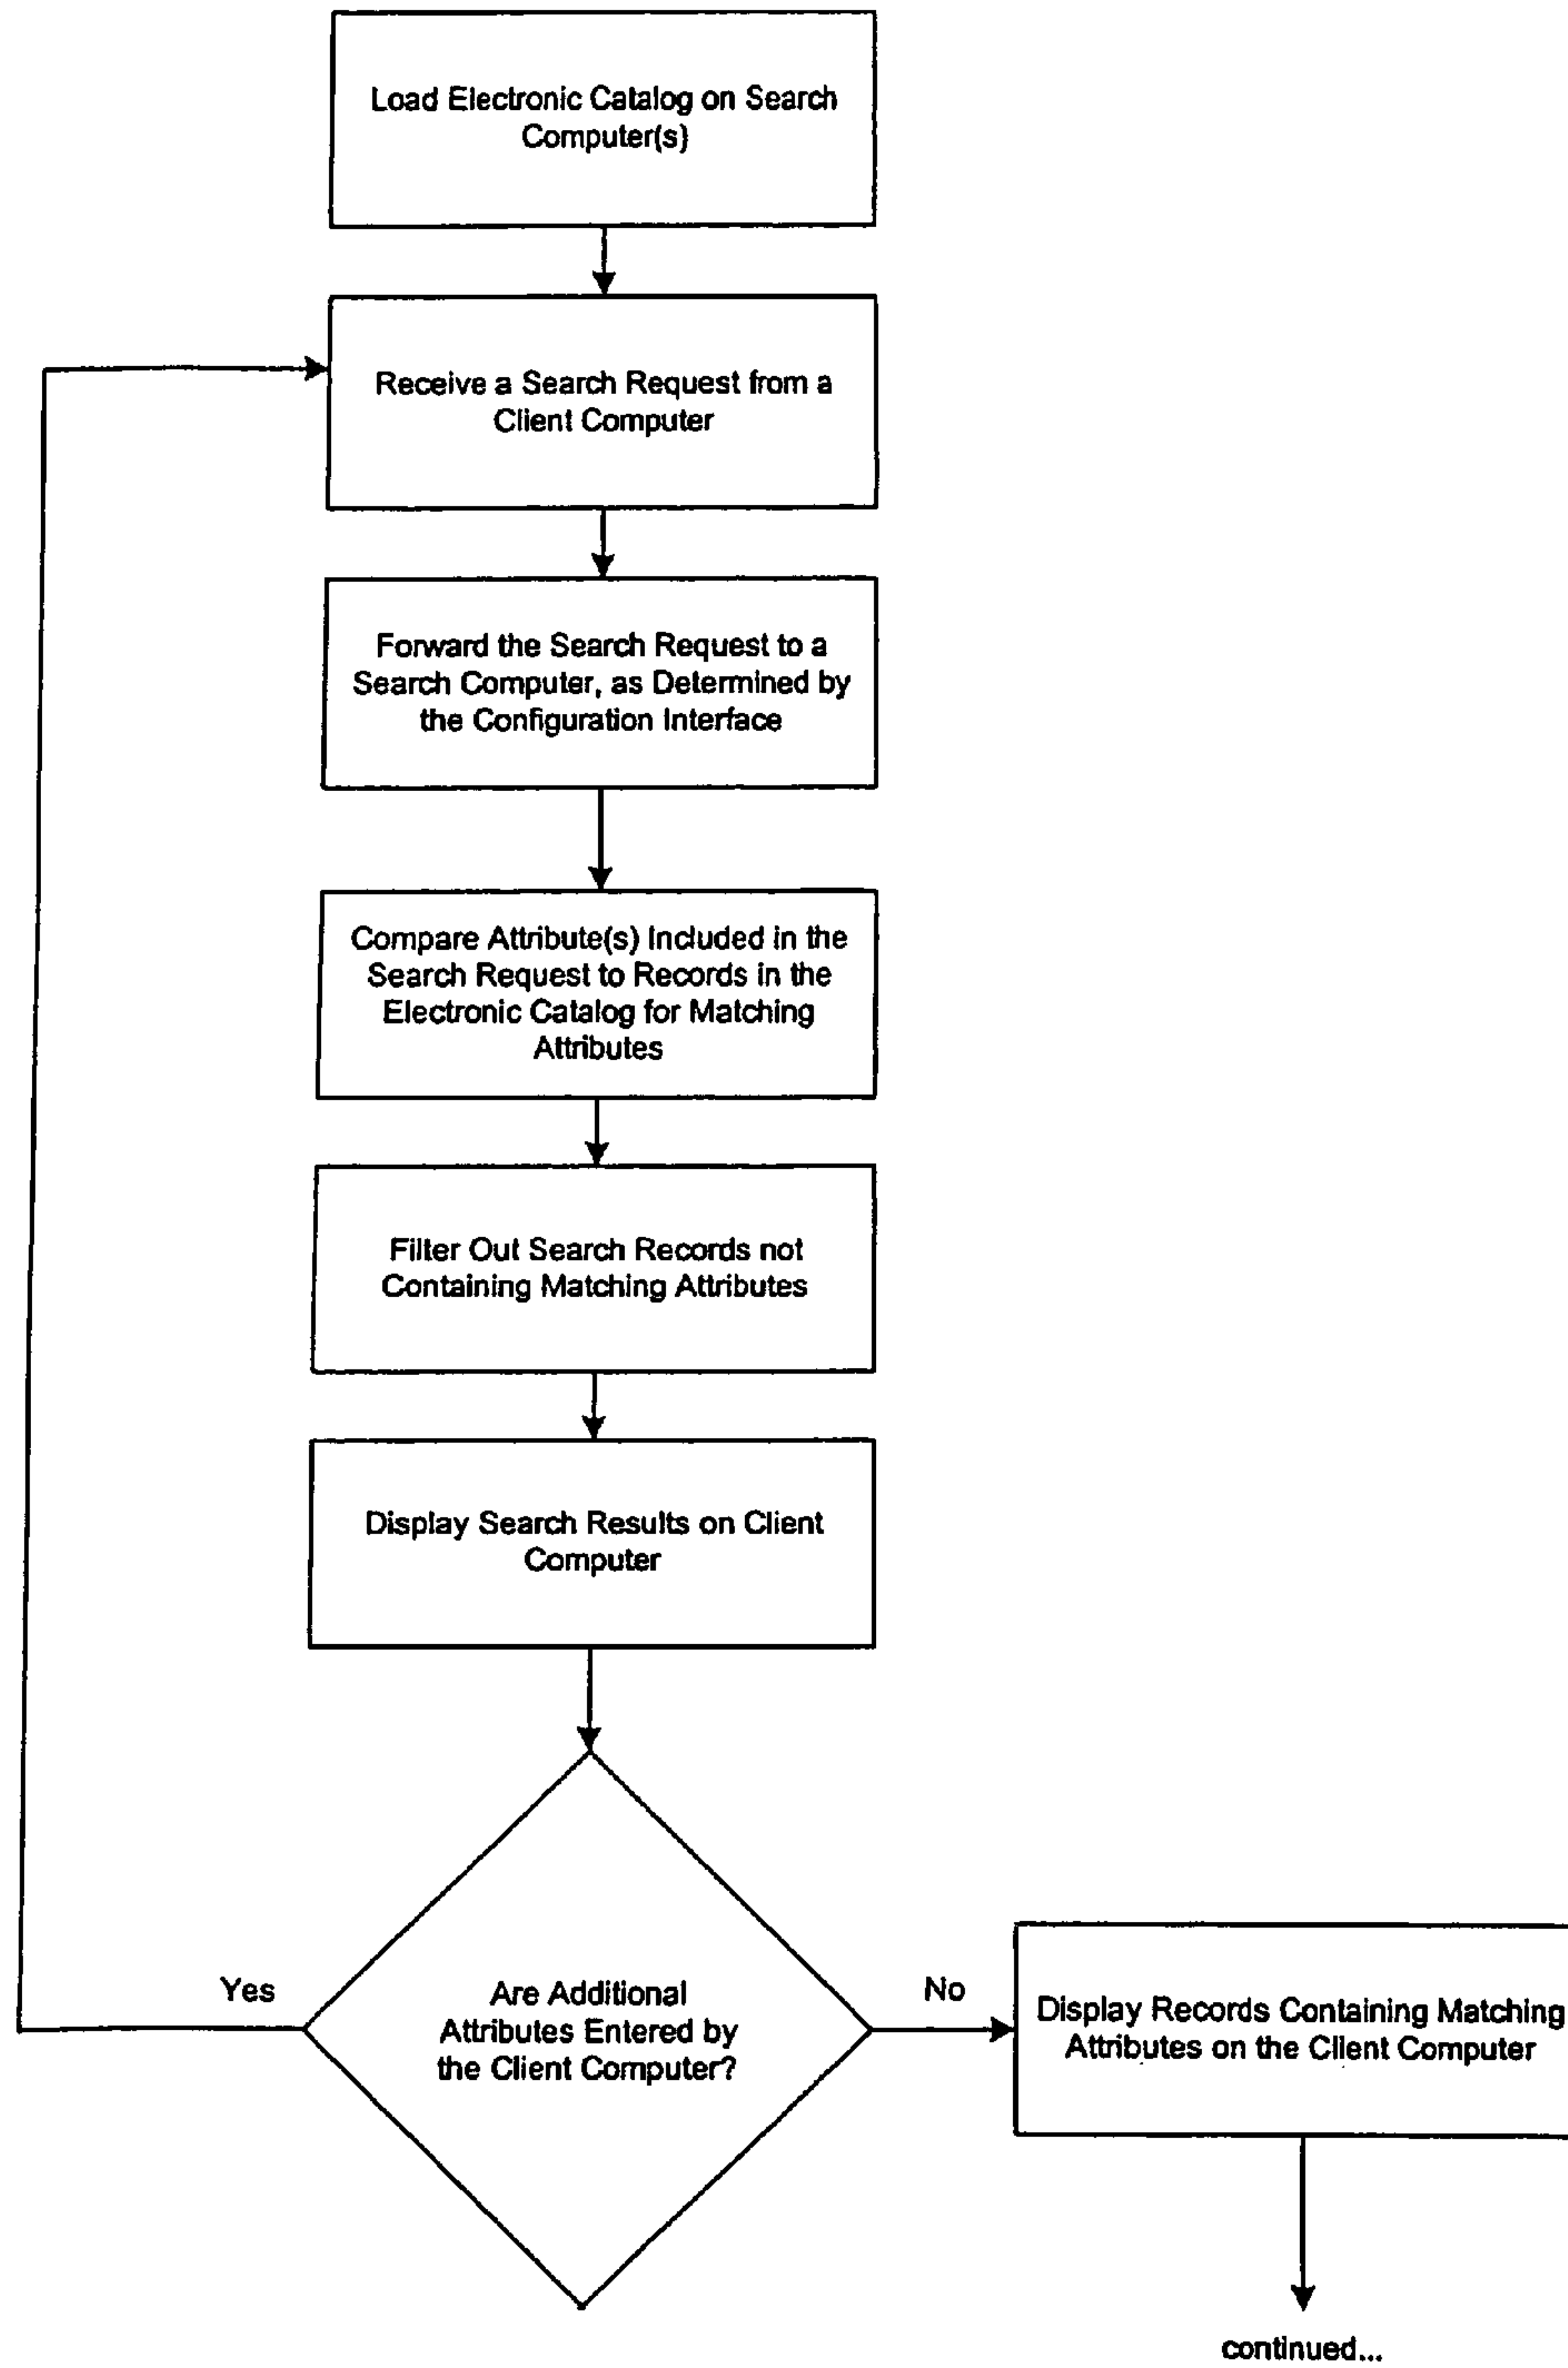 Load Electronic Catalog on Search
Computer(s)
Receive a Search Request from a
Client Computer
Forward the Search Request to a
Search Computer, as Determined by
the Configuration Interface
Compare Attribute(s) Included in the
Search Request to Records in the
Electronic Catalog for Matching
Attributes
Filter Out Search Records not
Containing Matching Attributes
Display Search Results on Client
Computer
Yes
Are Additional
Attributes Entered by
the Client Computer?
No
Display Records Containing Matching
Attributes on the Client Computer
continued...